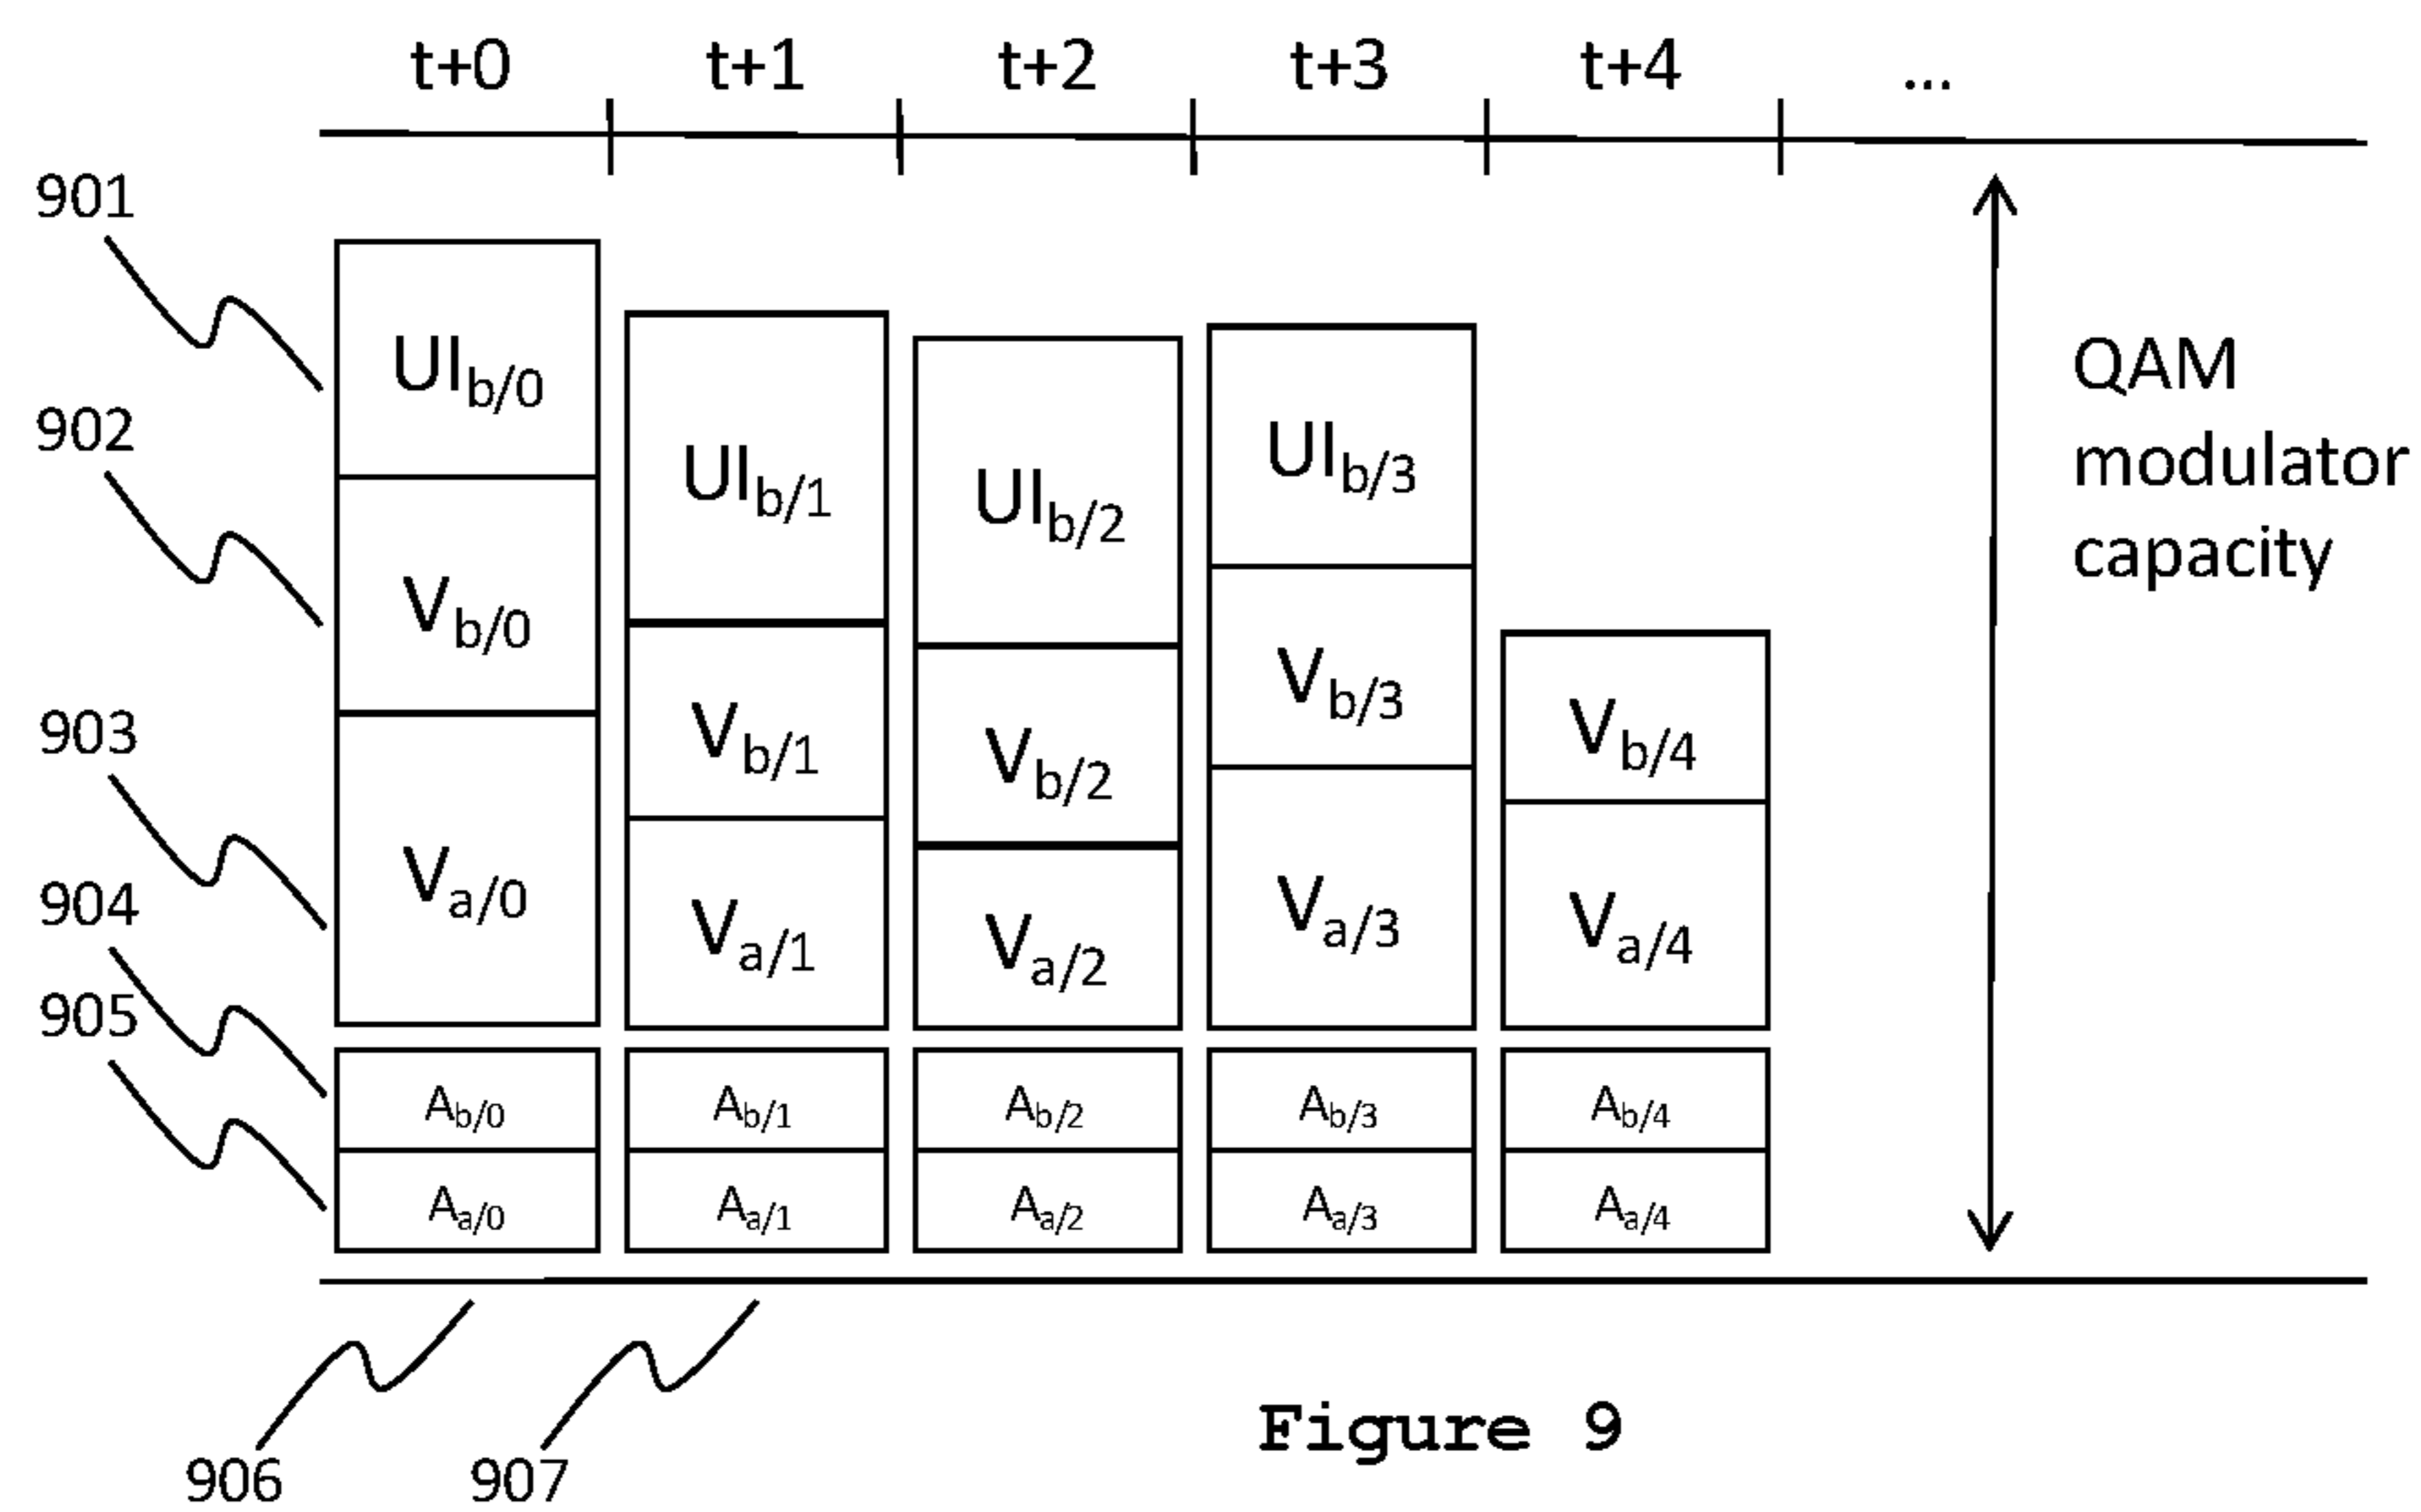 t+0 t+1 t+2 t+3 t+4 ...
901
902
903
904
905
UIb/0 UIb/1 UIb/2 UIb/3
Vb/0 Vb/1 Vb/2 Vb/3 Vb/4
Va/0 Va/1 Va/2 Va/3 Va/4
Ab/0 Ab/1 Ab/2 Ab/3 Ab/4
Aa/0 Aa/1 Aa/2 Aa/3 Aa/4
QAM
modulator
capacity
906 907
Figure 9